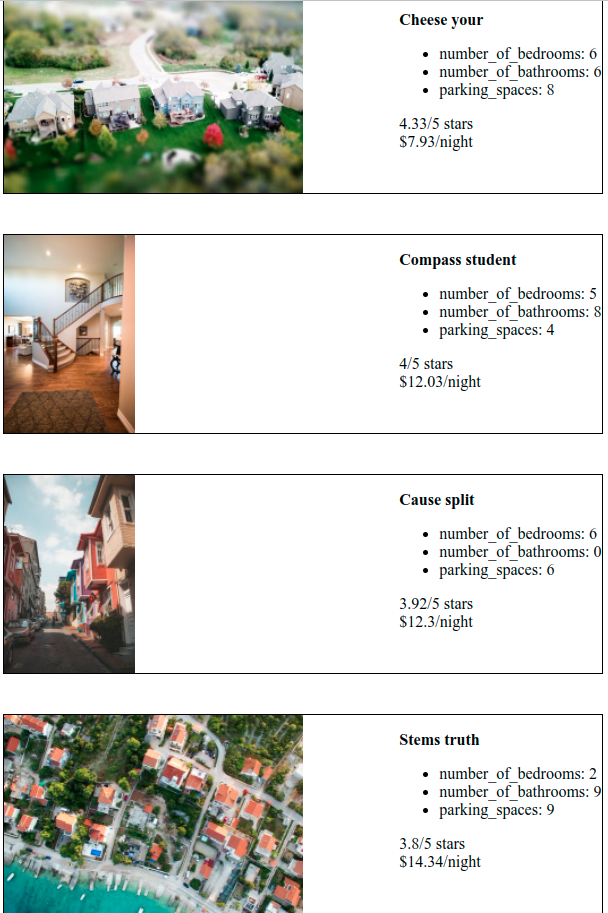 Cheese your
number_of_bedrooms: 6
number_of_bathrooms: 6
parking_spaces: 8
4.33/5 stars
$7.93/night
Compass student
number_of_bedrooms: 5
number_of_bathrooms: 8
parking_spaces: 4
4/5 stars
$12.03/night
Cause split
number_of_bedrooms: 6
number_of_bathrooms: 0
parking_spaces: 6
3.92/5 stars
$12.3/night
Stems truth
number_of_bedrooms: 2
number_of_bathrooms: 9
parking_spaces: 9
3.8/5 stars
$14.34/night